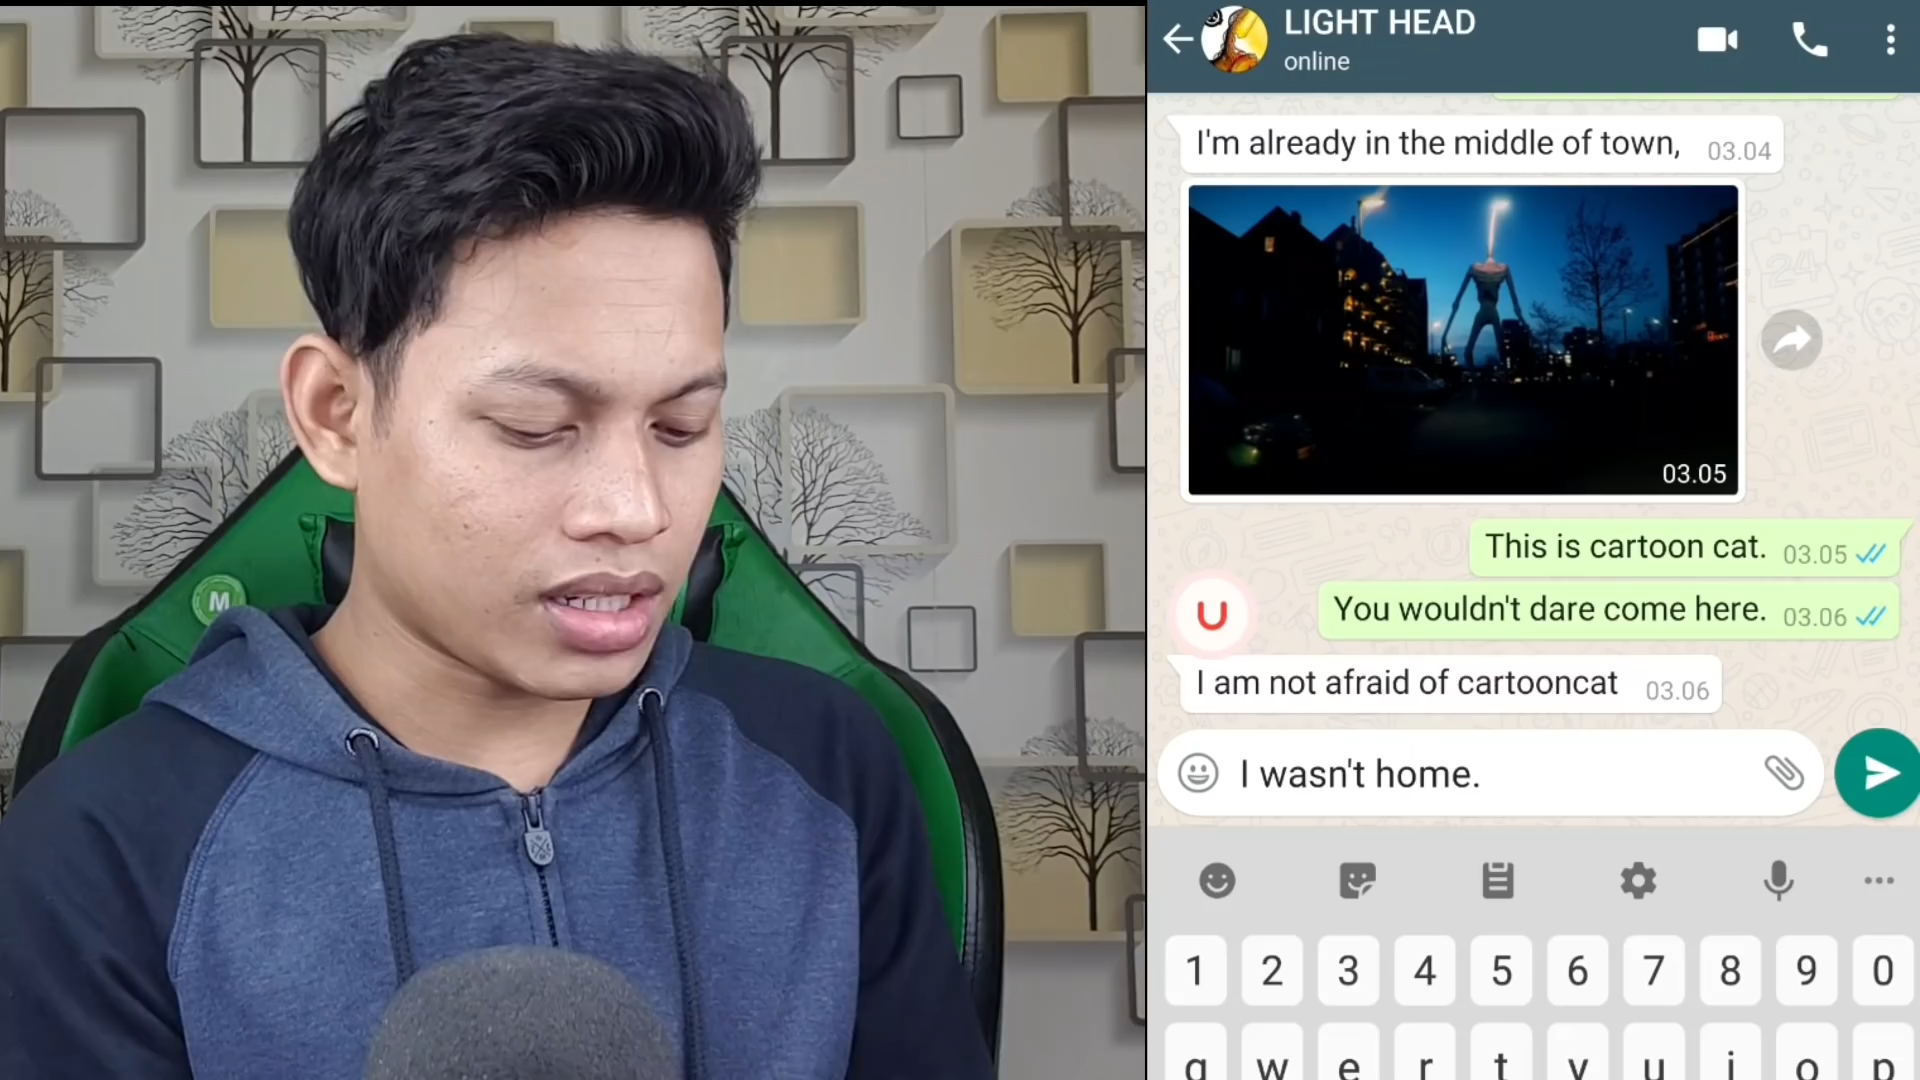 LIGHT HEAD
online
I'm already in the middle of town, 03.04
03.05
This is cartoon cat. 03.05
You wouldn't dare come here. 03.06
I am not afraid of cartooncat 03.06
I wasn't home.
1 2 3 4 5 6 7 8 9 0
q w e r t y u i o p
M